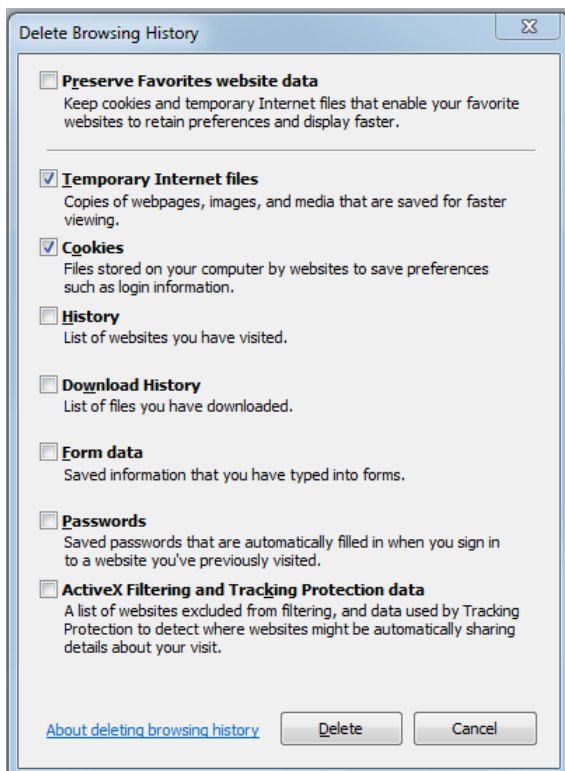 Delete Browsing History
Preserve Favorites website data
Keep cookies and temporary Internet files that enable your favorite
websites to retain preferences and display faster.
Temporary Internet files
Copies of webpages, images, and media that are saved for faster
viewing.
Cookies
Files stored on your computer by websites to save preferences
such as login information.
History
List of websites you have visited.
Download History
List of files you have downloaded.
Form data
Saved information that you have typed into forms.
Passwords
Saved passwords that are automatically filled in when you sign in
to a website you've previously visited.
ActiveX Filtering and Tracking Protection data
A list of websites excluded from filtering, and data used by Tracking
Protection to detect where websites might be automatically sharing
details about your visit.
About deleting browsing history Delete Cancel